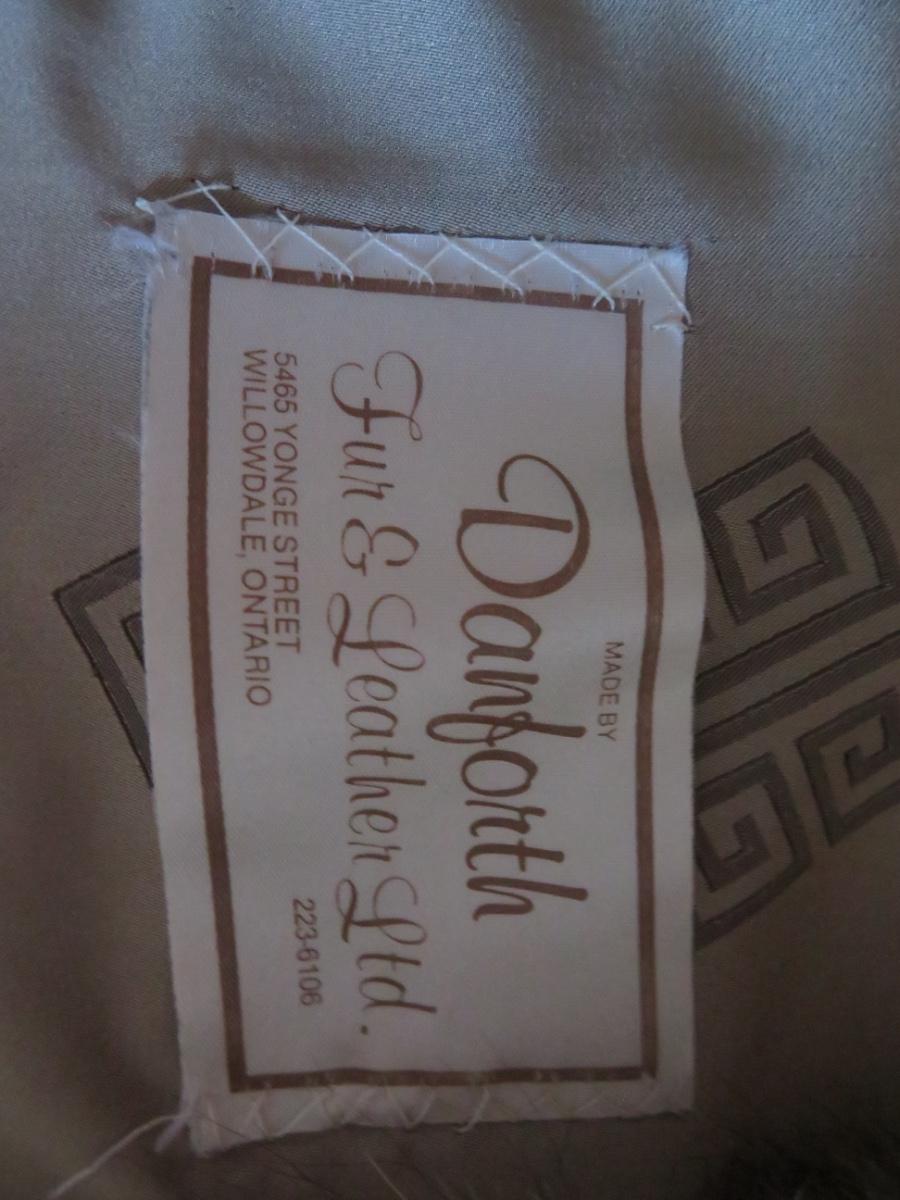 MADE BY
Danforth
Fur & Leather Ltd.
5465 YONGE STREET 223-6106
WILLOWDALE, ONTARIO